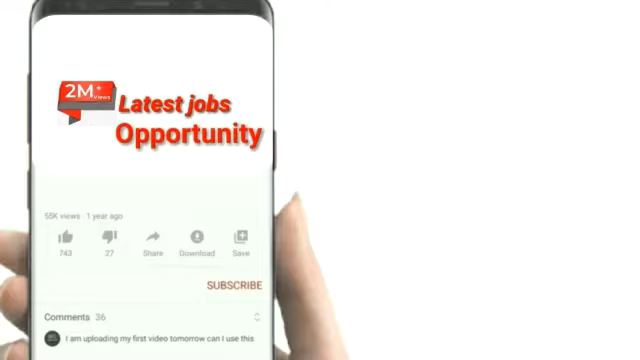 2M+
Views
Latest jobs
Opportunity
55K views · 1 year ago
743
27
Share
Download
Save
SUBSCRIBE
Comments 36
I am uploading my first video tomorrow can I use this